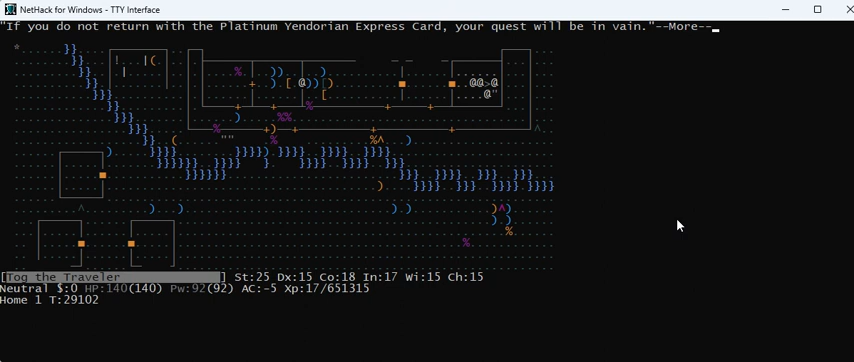 NetHack for Windows - TTY Interface
"If you do not return with the Platinum Yendorian Express Card, your quest will be in vain."--More--
[Tog the Traveler ] St:25 Dx:15 Co:18 In:17 Wi:15 Ch:15
Neutral $:0 HP:140(140) Pw:92(92) AC:-5 Xp:17/651315
Home 1 T:29102